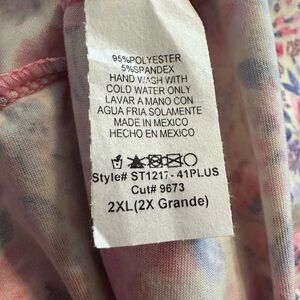 95%POLYESTER
5%SPANDEX
HAND WASH WITH
COLD WATER ONLY
LAVAR A MANO CON
AGUA FRIA SOLAMENTE
MADE IN MEXICO
HECHO EN MEXICO
Style# ST1217- 41PLUS
Cut# 9673
2XL(2X Grande)